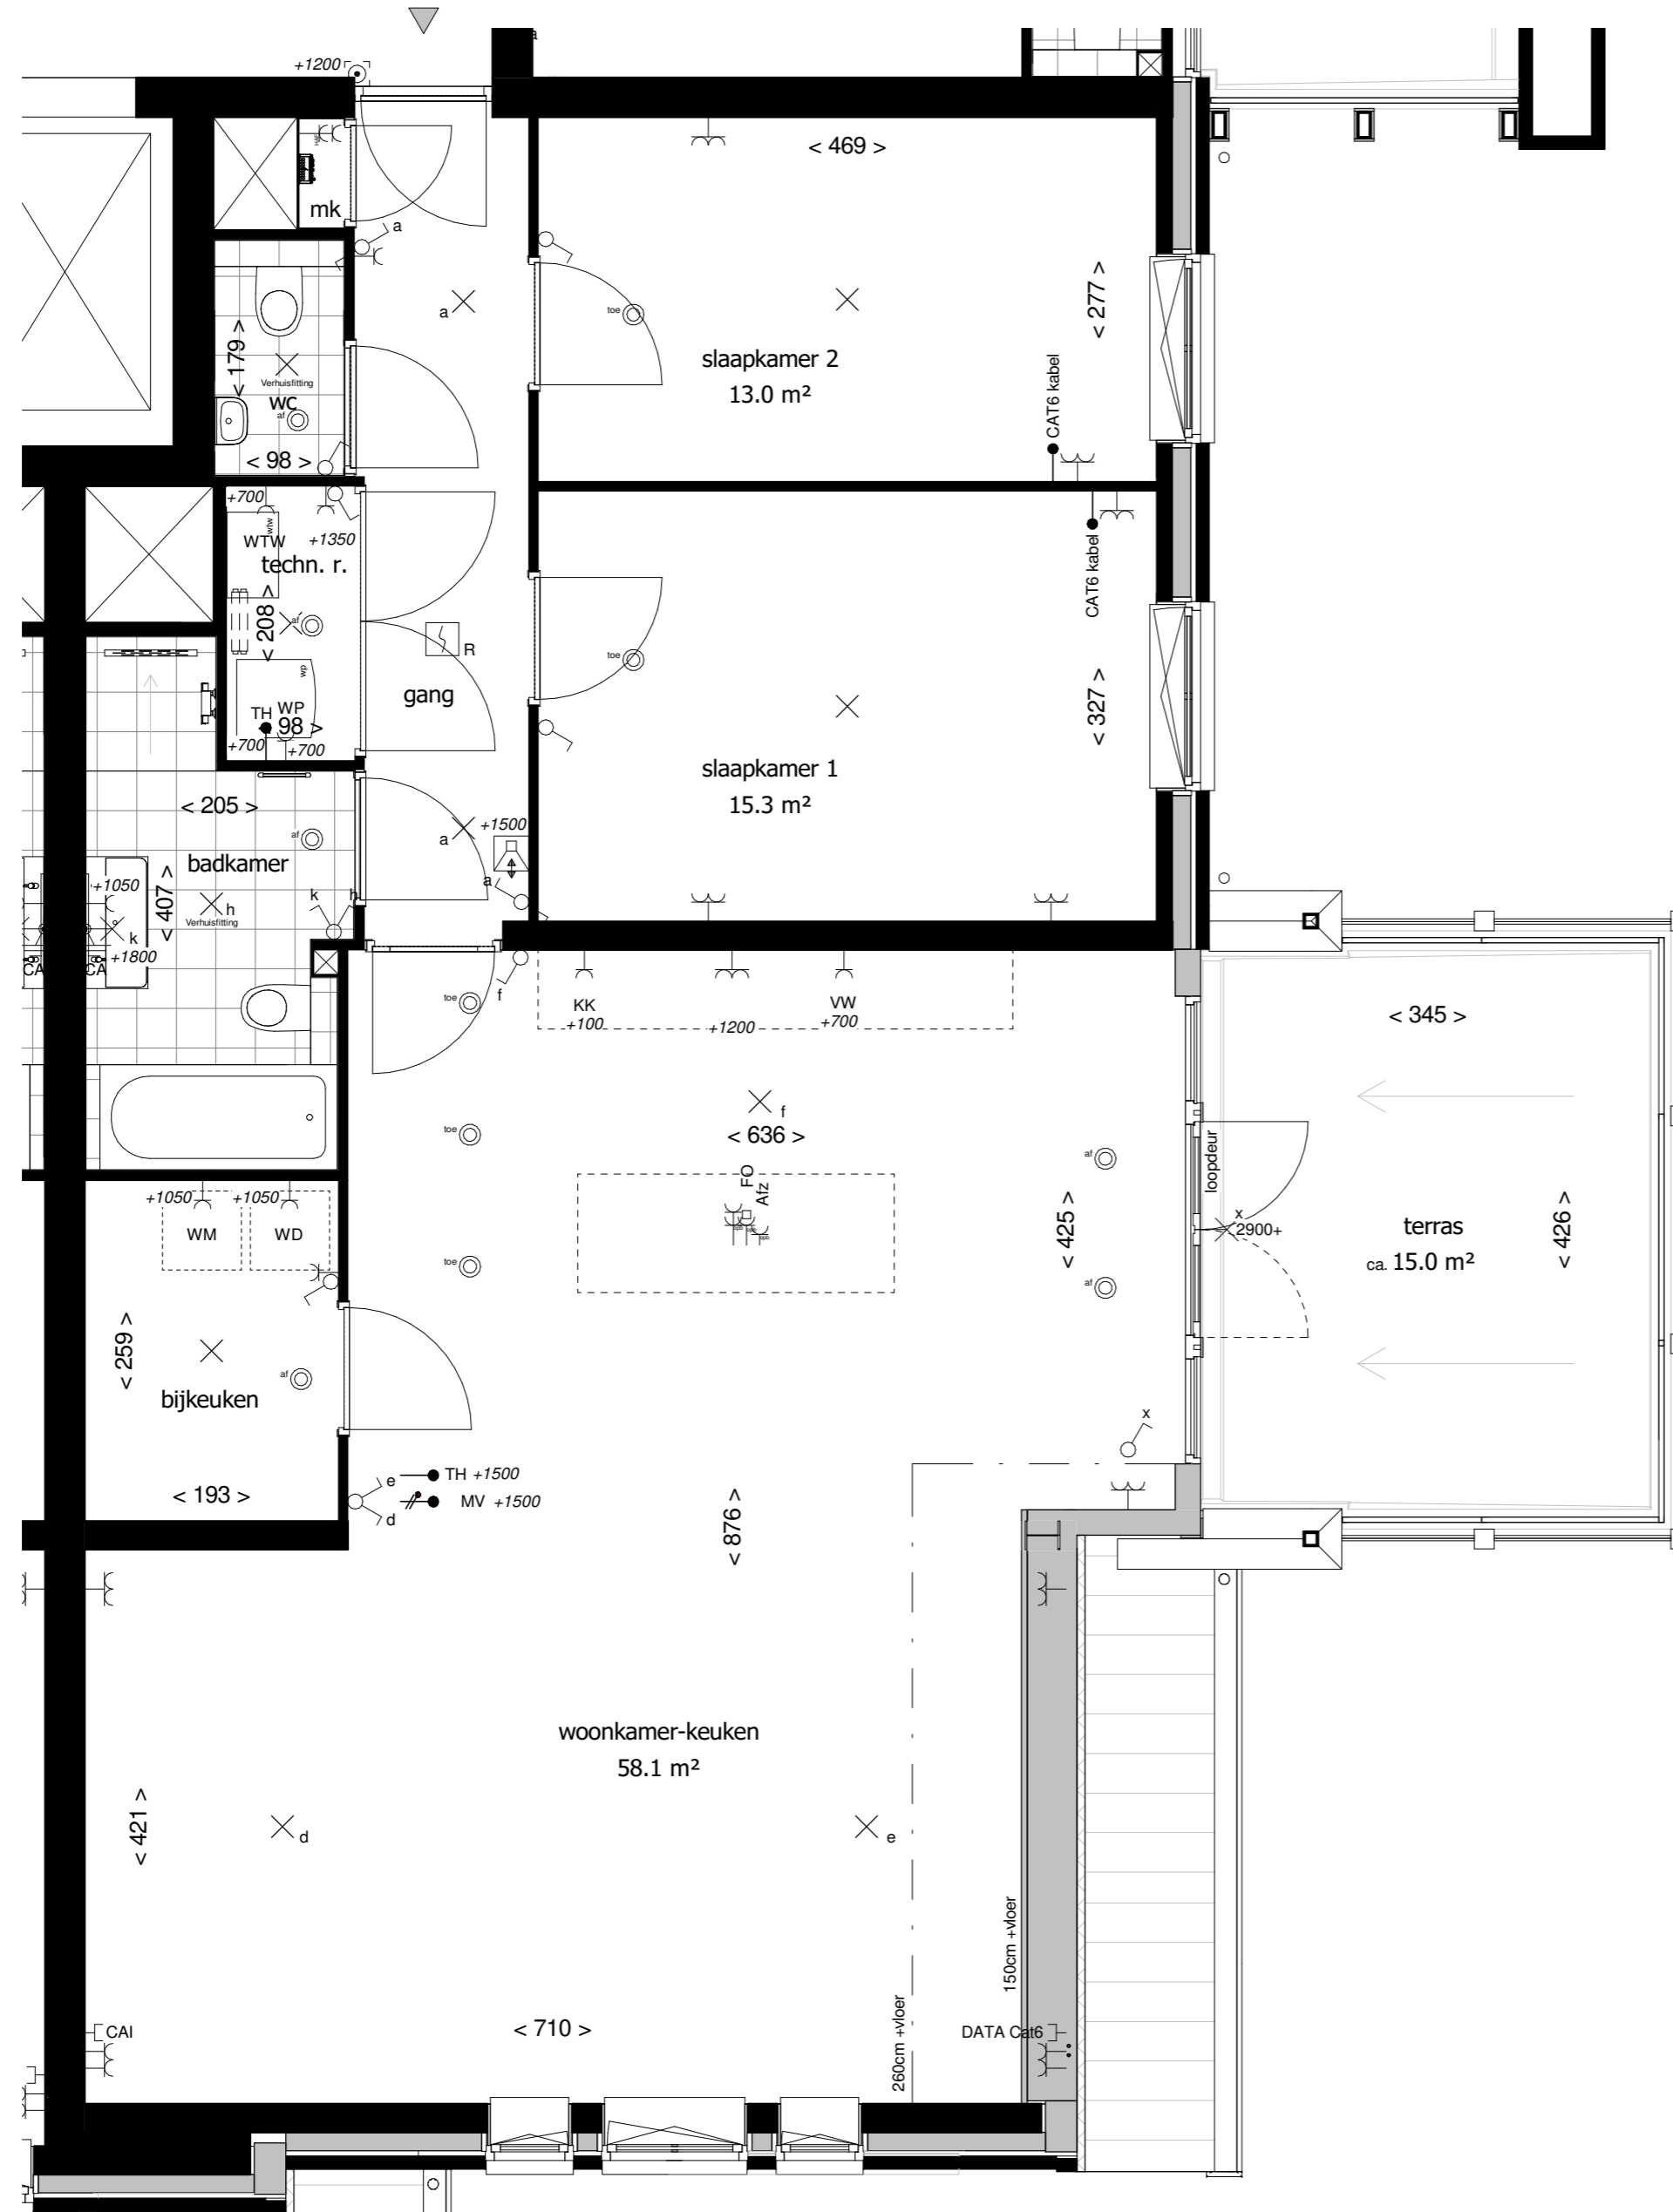 +1200
a
< 469 >
mk
a
< 277 >
a
toe
slaapkamer 2
13.0 m²
< 179 >
Verhuisfitting
WC
af
CAT6 kabel
< 98 >
+700
+1350
wtw
WTW
techn. r.
CAT6 kabel
< 208 >
af
R
toe
wp
gang
< 327 >
TH WP
< 98 >
+700
+700
slaapkamer 1
15.3 m²
< 205 >
af
a
+1500
badkamer
+1050
a
k
h
< 407 >
h
Verhuisfitting
k
+1800
CA
CA
f
toe
KK
+100
+1200
VW
+700
< 345 >
f
< 636 >
toe
af
loopdeur
FO
Afz
+1050
+1050
WM
WD
< 425 >
x
2900+
terras
ca. 15.0 m²
< 426 >
toe
af
< 259 >
af
bijkeuken
x
e
TH +1500
< 193 >
MV +1500
d
< 876 >
woonkamer-keuken
58.1 m²
< 421 >
d
e
150cm +vloer
260cm +vloer
CAI
< 710 >
DATA Cat6